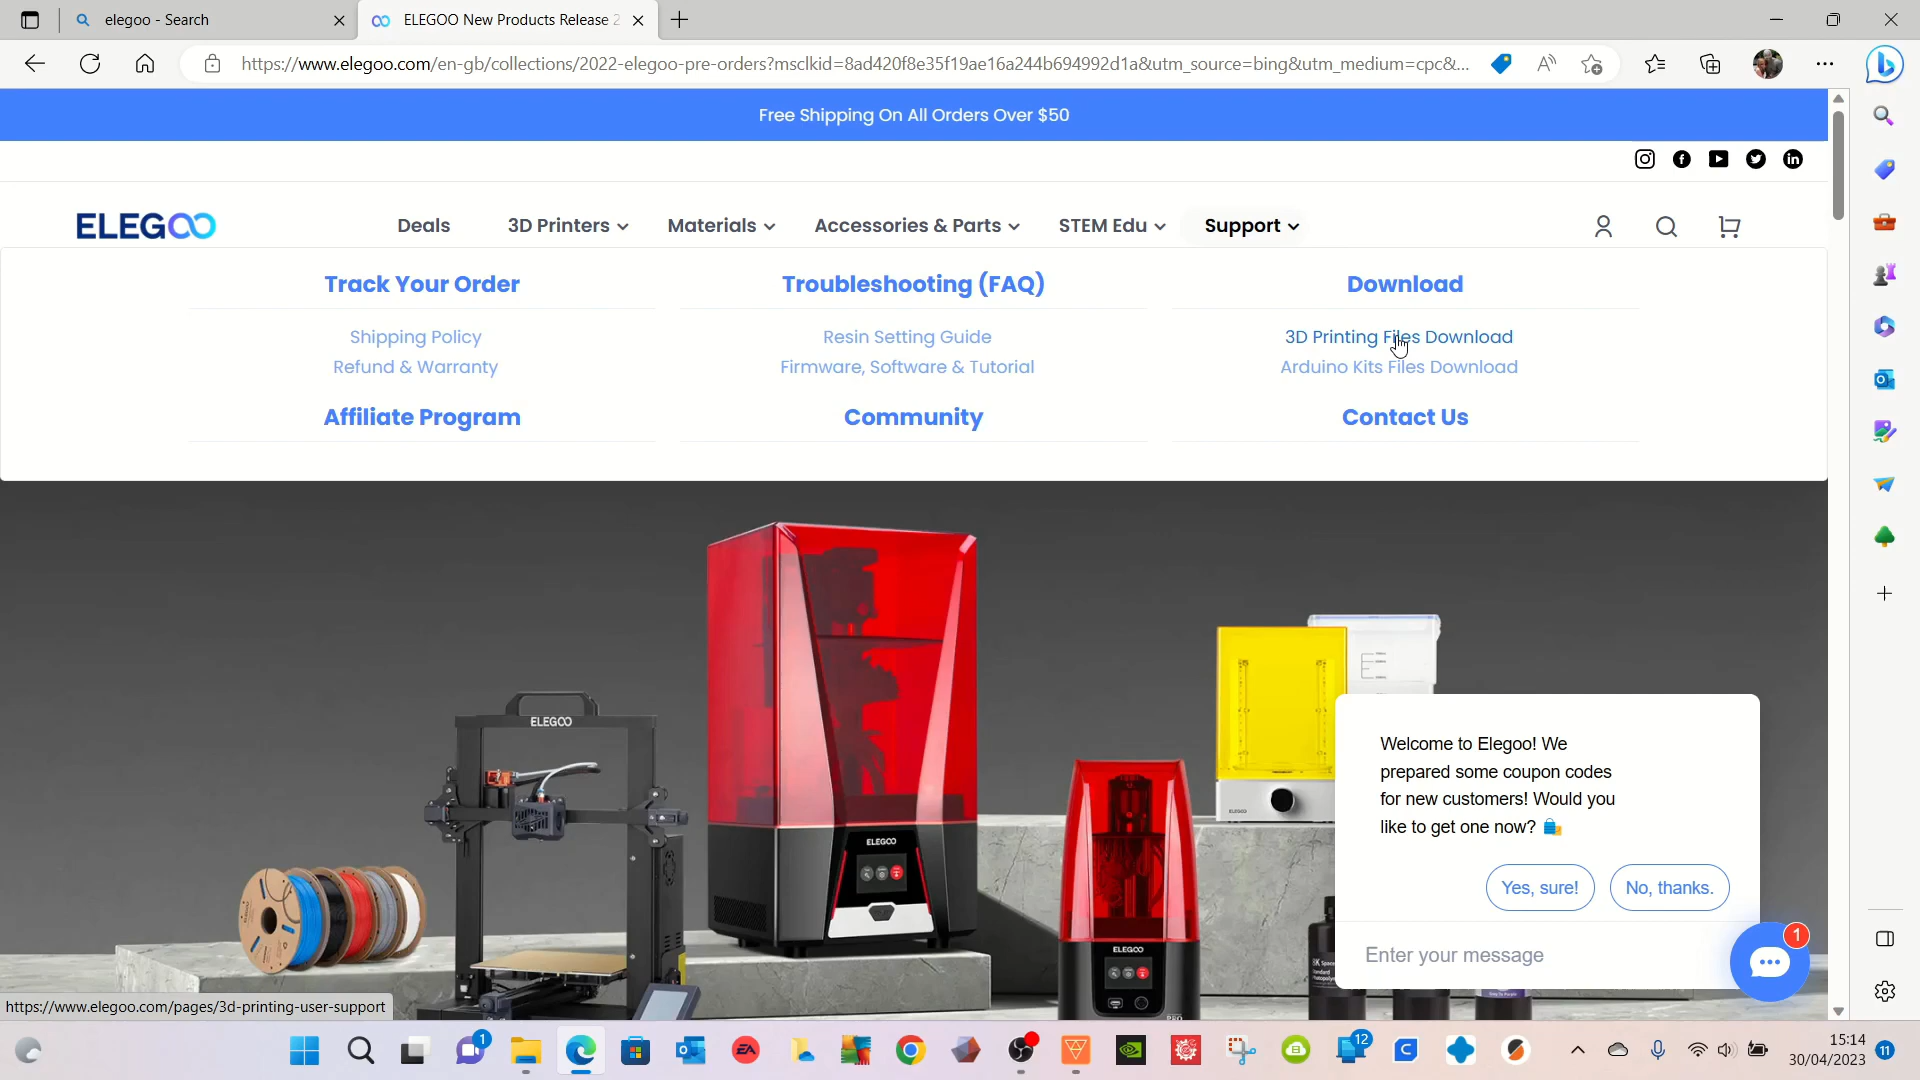 elegoo - Search
ELEGOO New Products Release 2
https://www.elegoo.com/en-gb/collections/2022-elegoo-pre-orders?msclkid=8ad420f8e35f19ae16a244b694992d1a&utm_source=bing&utm_medium=cpc&...
Free Shipping On All Orders Over $50
ELEGOO
Deals
3D Printers
Materials
Accessories & Parts
STEM Edu
Support
Track Your Order
Troubleshooting (FAQ)
Download
Shipping Policy
Resin Setting Guide
3D Printing Files Download
Refund & Warranty
Firmware, Software & Tutorial
Arduino Kits Files Download
Affiliate Program
Community
Contact Us
ELEGOO
ELEGOO
ELEGOO
ELEGOO
Welcome to Elegoo! We
prepared some coupon codes
for new customers! Would you
like to get one now?
Yes, sure!
No, thanks.
Enter your message
1
https://www.elegoo.com/pages/3d-printing-user-support
1
EA
12
15:14
30/04/2023
11